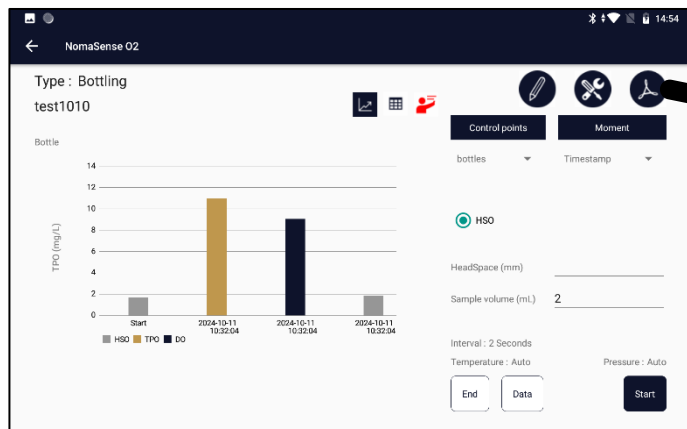 14:54
NomaSense O2
Type : Bottling
test1010
Control points
Moment
Bottle
bottles
Timestamp
TPO (mg/L)
14
12
10
8
6
4
2
0
Start
2024-10-11
10:32:04
2024-10-11
10:32:04
2024-10-11
10:32:04
HSO TPO DO
HSO
HeadSpace (mm)
Sample volume (mL) 2
Interval : 2 Seconds
Temperature : Auto Pressure : Auto
End Data Start